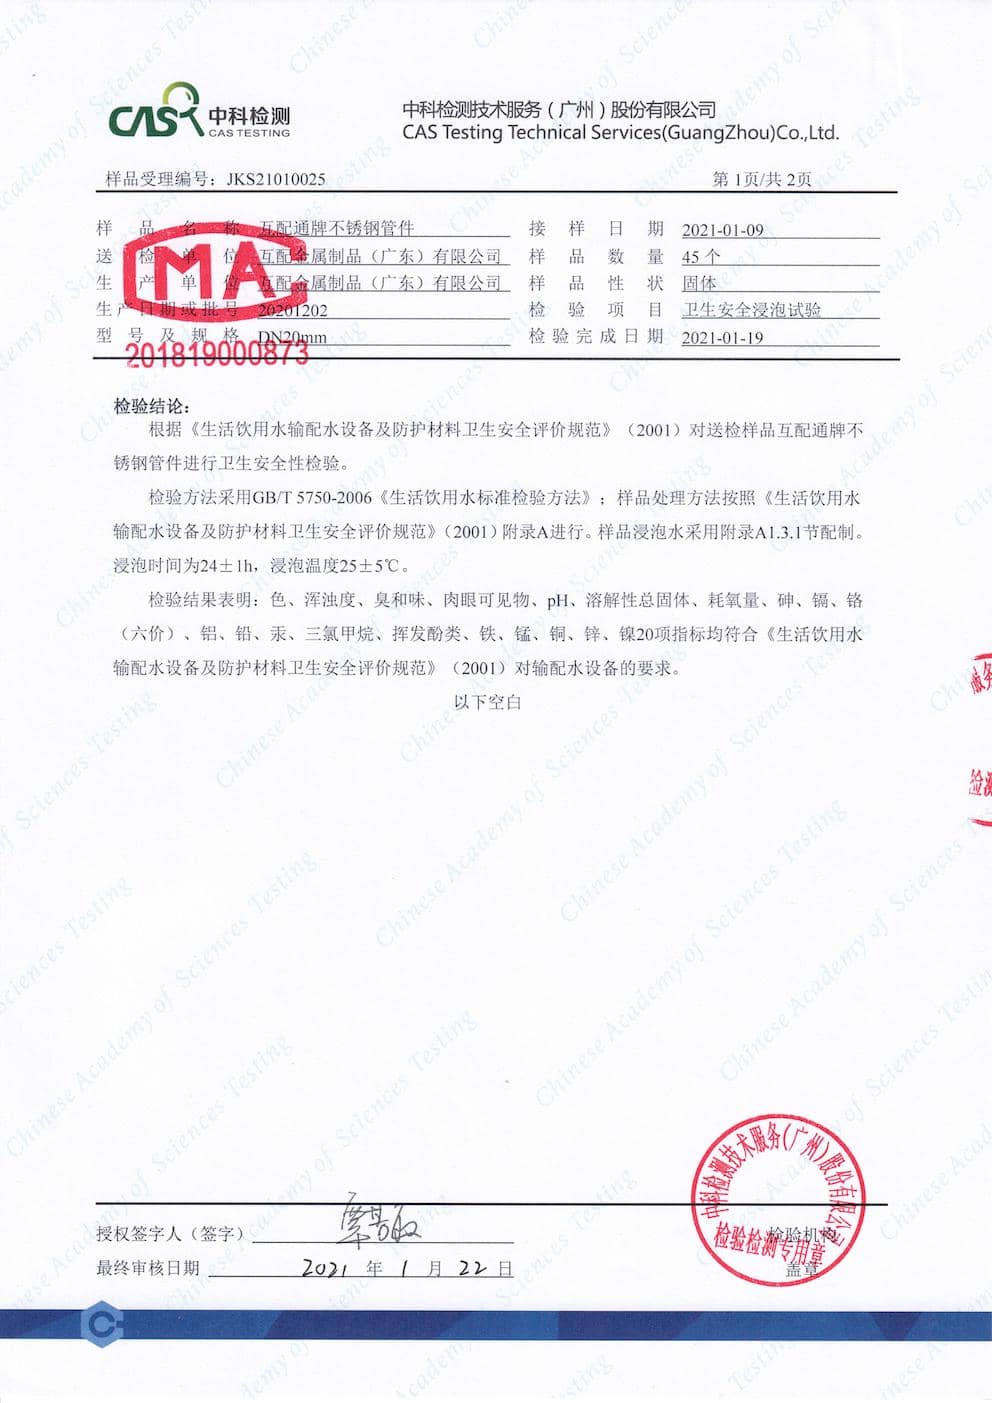 CAS 中科检测
CAS TESTING
中科检测技术服务（广州）股份有限公司
CAS Testing Technical Services(GuangZhou)Co.,Ltd.
样品受理编号：JKS21010025 第 1页/共 2页
样品名称 互配通牌不锈钢管件 接样日期 2021-01-09
送检单位 互配金属制品（广东）有限公司 样品数量 45 个
生产单位 互配金属制品（广东）有限公司 样品性状 固体
生产日期或批号 20201202 检验项目 卫生安全浸泡试验
型号及规格 DN20mm 检验完成日期 2021-01-19
MA
201819000873
检验结论：
根据《生活饮用水输配水设备及防护材料卫生安全评价规范》（2001）对送检样品互配通牌不
锈钢管件进行卫生安全性检验。
检验方法采用GB/T 5750-2006《生活饮用水标准检验方法》；样品处理方法按照《生活饮用水
输配水设备及防护材料卫生安全评价规范》（2001）附录A进行。样品浸泡水采用附录A1.3.1节配制。
浸泡时间为24±1h，浸泡温度25±5℃。
检验结果表明：色、浑浊度、臭和味、肉眼可见物、pH、溶解性总固体、耗氧量、砷、镉、铬
（六价）、铝、铅、汞、三氯甲烷、挥发酚类、铁、锰、铜、锌、镍20项指标均符合《生活饮用水
输配水设备及防护材料卫生安全评价规范》（2001）对输配水设备的要求。
以下空白
中科检测技术服务(广州)股份有限公司
检验检测专用章
授权签字人（签字） 检验机构
最终审核日期 2021 年 1 月 22 日 盖章
Chinese Academy of Sciences Testing